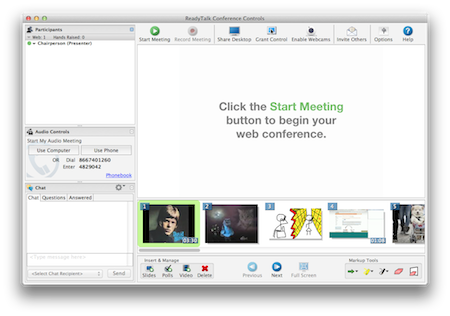 ReadyTalk Conference Controls
Participants
Web: 1 Hands Raised: 0
Chairperson (Presenter)
Audio Controls
Start My Audio Meeting
Use Computer Use Phone
OR Dial 8667401260
Enter 4829042
Phonebook
Chat
Chat Questions Answered
<Type message here>
<Select Chat Recipient> Send
Start Meeting Record Meeting Share Desktop Grant Control Enable Webcams Invite Others Options Help
Click the Start Meeting
button to begin your
web conference.
1 2 3 4 5
03:30 01:08
Insert & Manage
Slides Polls Video Delete
Previous Next Full Screen
Markup Tools